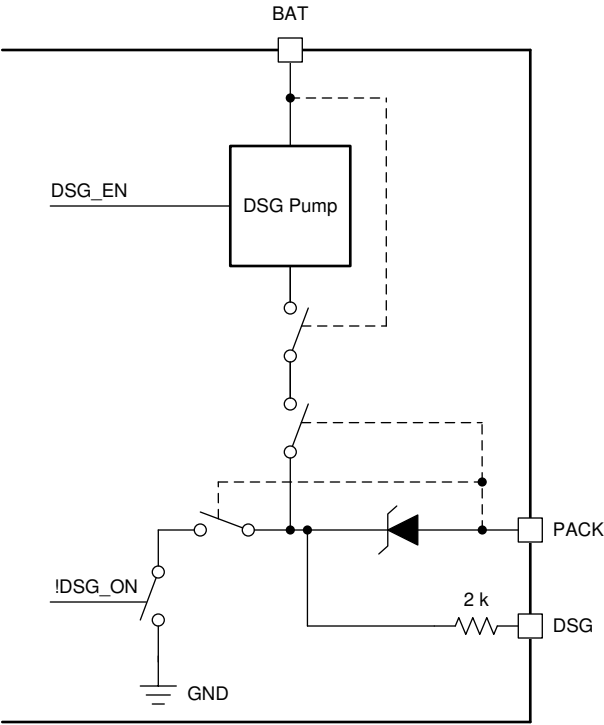 BAT
DSG_EN
DSG Pump
PACK
!DSG_ON
2 k
DSG
GND